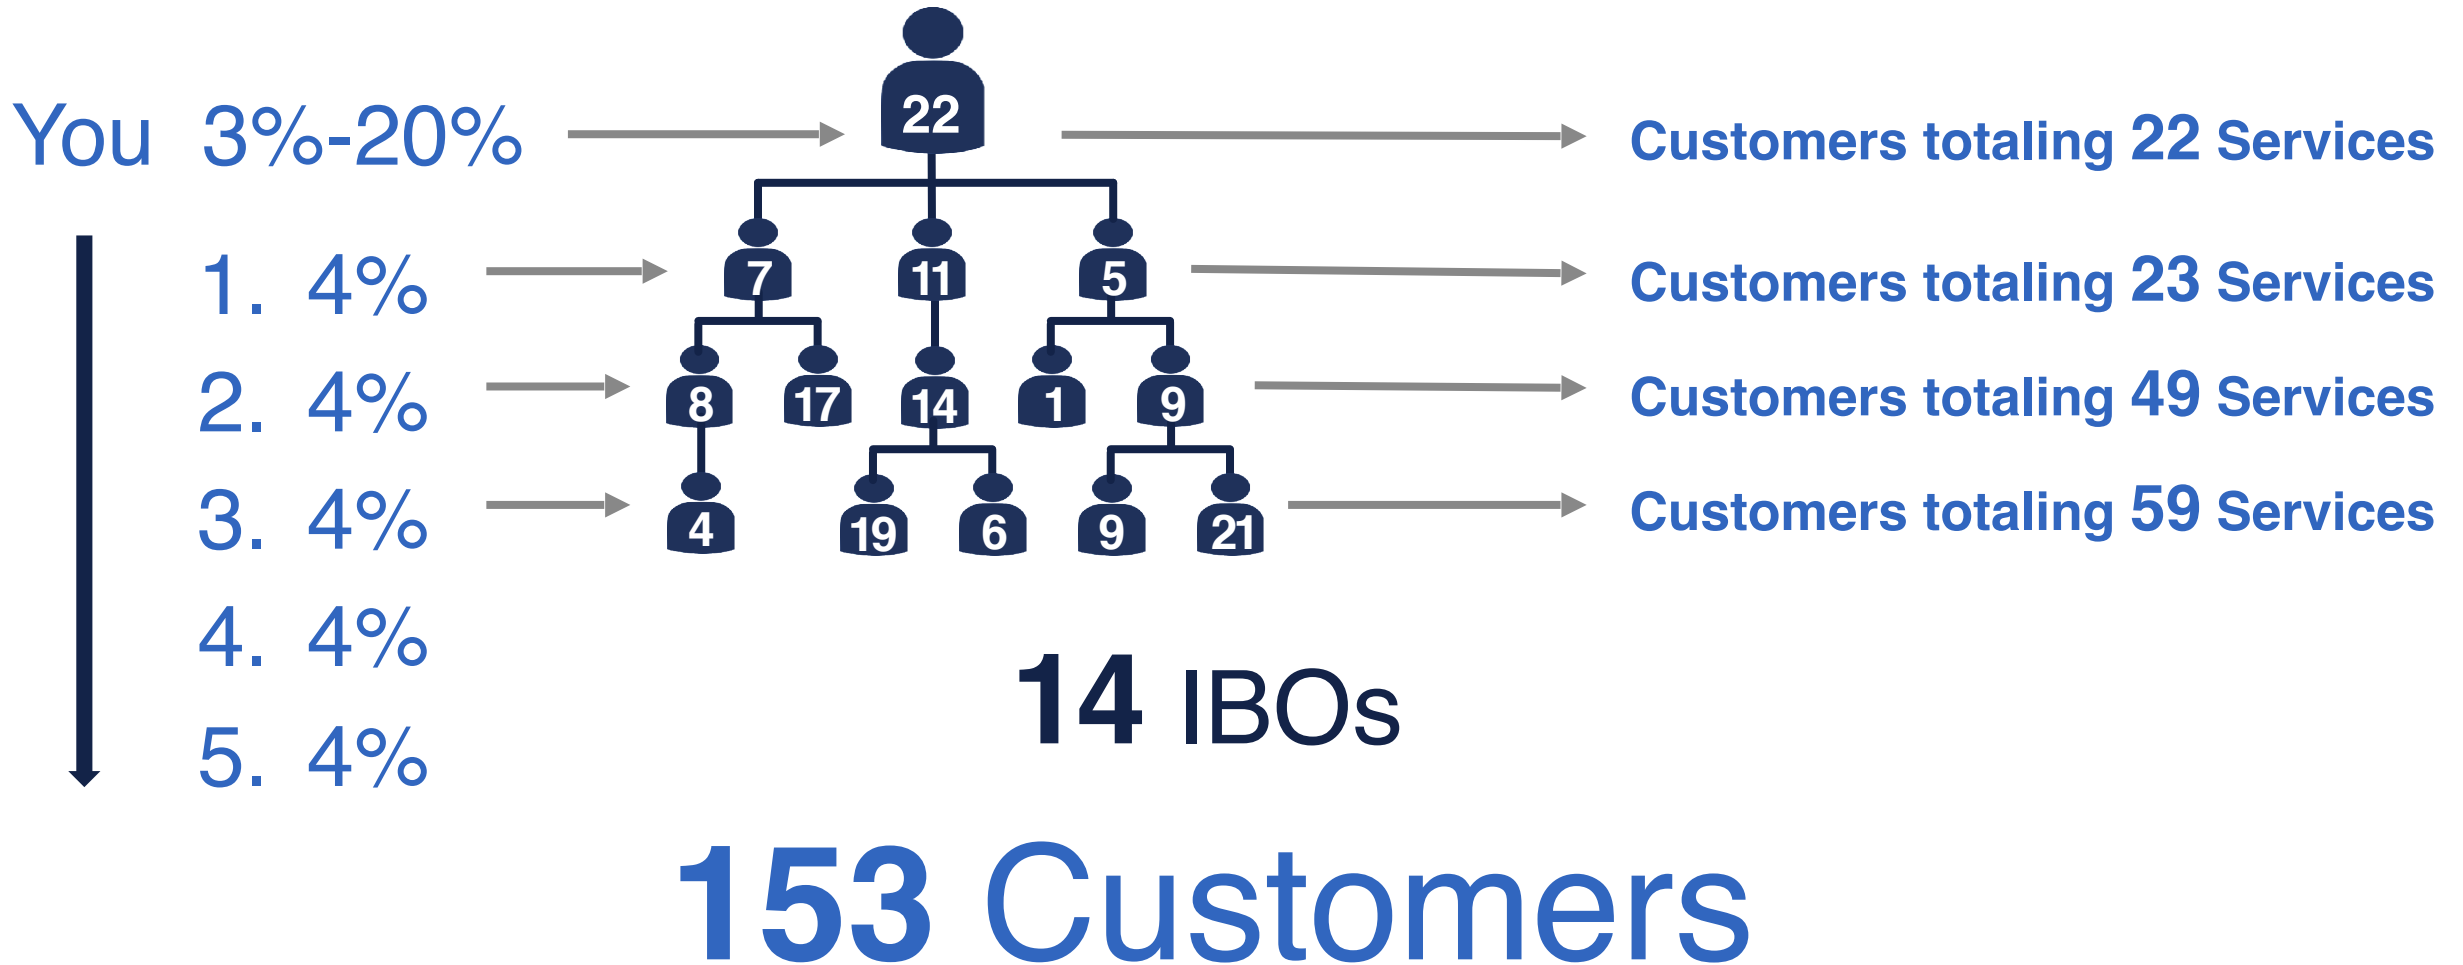 You 3%-20%
22
Customers totaling 22 Services
1. 4%
7 11 5
Customers totaling 23 Services
2. 4%
8 17 14 1 9
Customers totaling 49 Services
3. 4%
4 19 6 9 21
Customers totaling 59 Services
4. 4%
14 IBOs
5. 4%
153 Customers